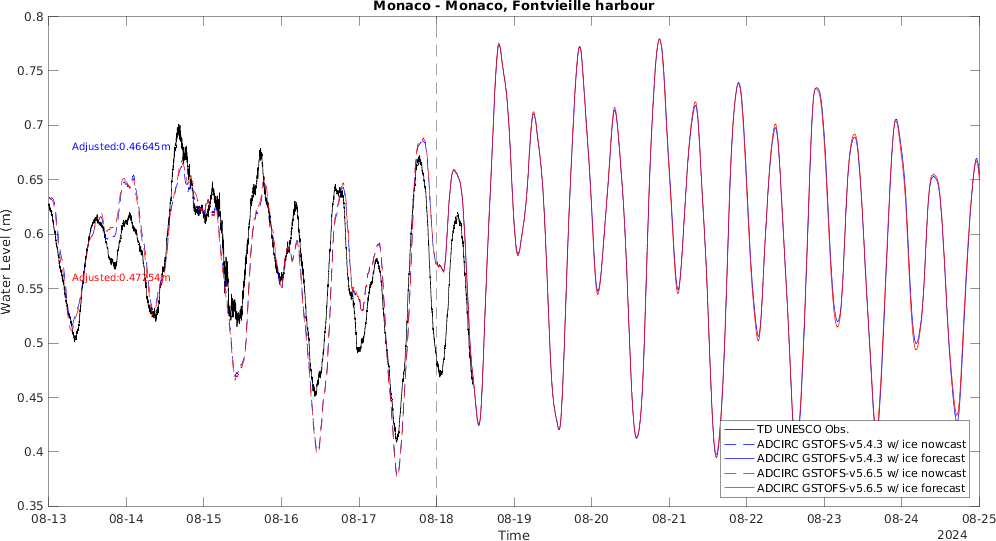 Monaco - Monaco, Fontvieille harbour
0.8
0.75
0.7
0.65
0.6
0.55
0.5
0.45
0.4
0.35
Water Level (m)
Adjusted:0.46645m
Adjusted:0.47254m
TD UNESCO Obs.
ADCIRC GSTOFS-v5.4.3 w/ ice nowcast
ADCIRC GSTOFS-v5.4.3 w/ ice forecast
ADCIRC GSTOFS-v5.6.5 w/ ice nowcast
ADCIRC GSTOFS-v5.6.5 w/ ice forecast
08-13 08-14 08-15 08-16 08-17 08-18 08-19 08-20 08-21 08-22 08-23 08-24 08-25
Time
2024